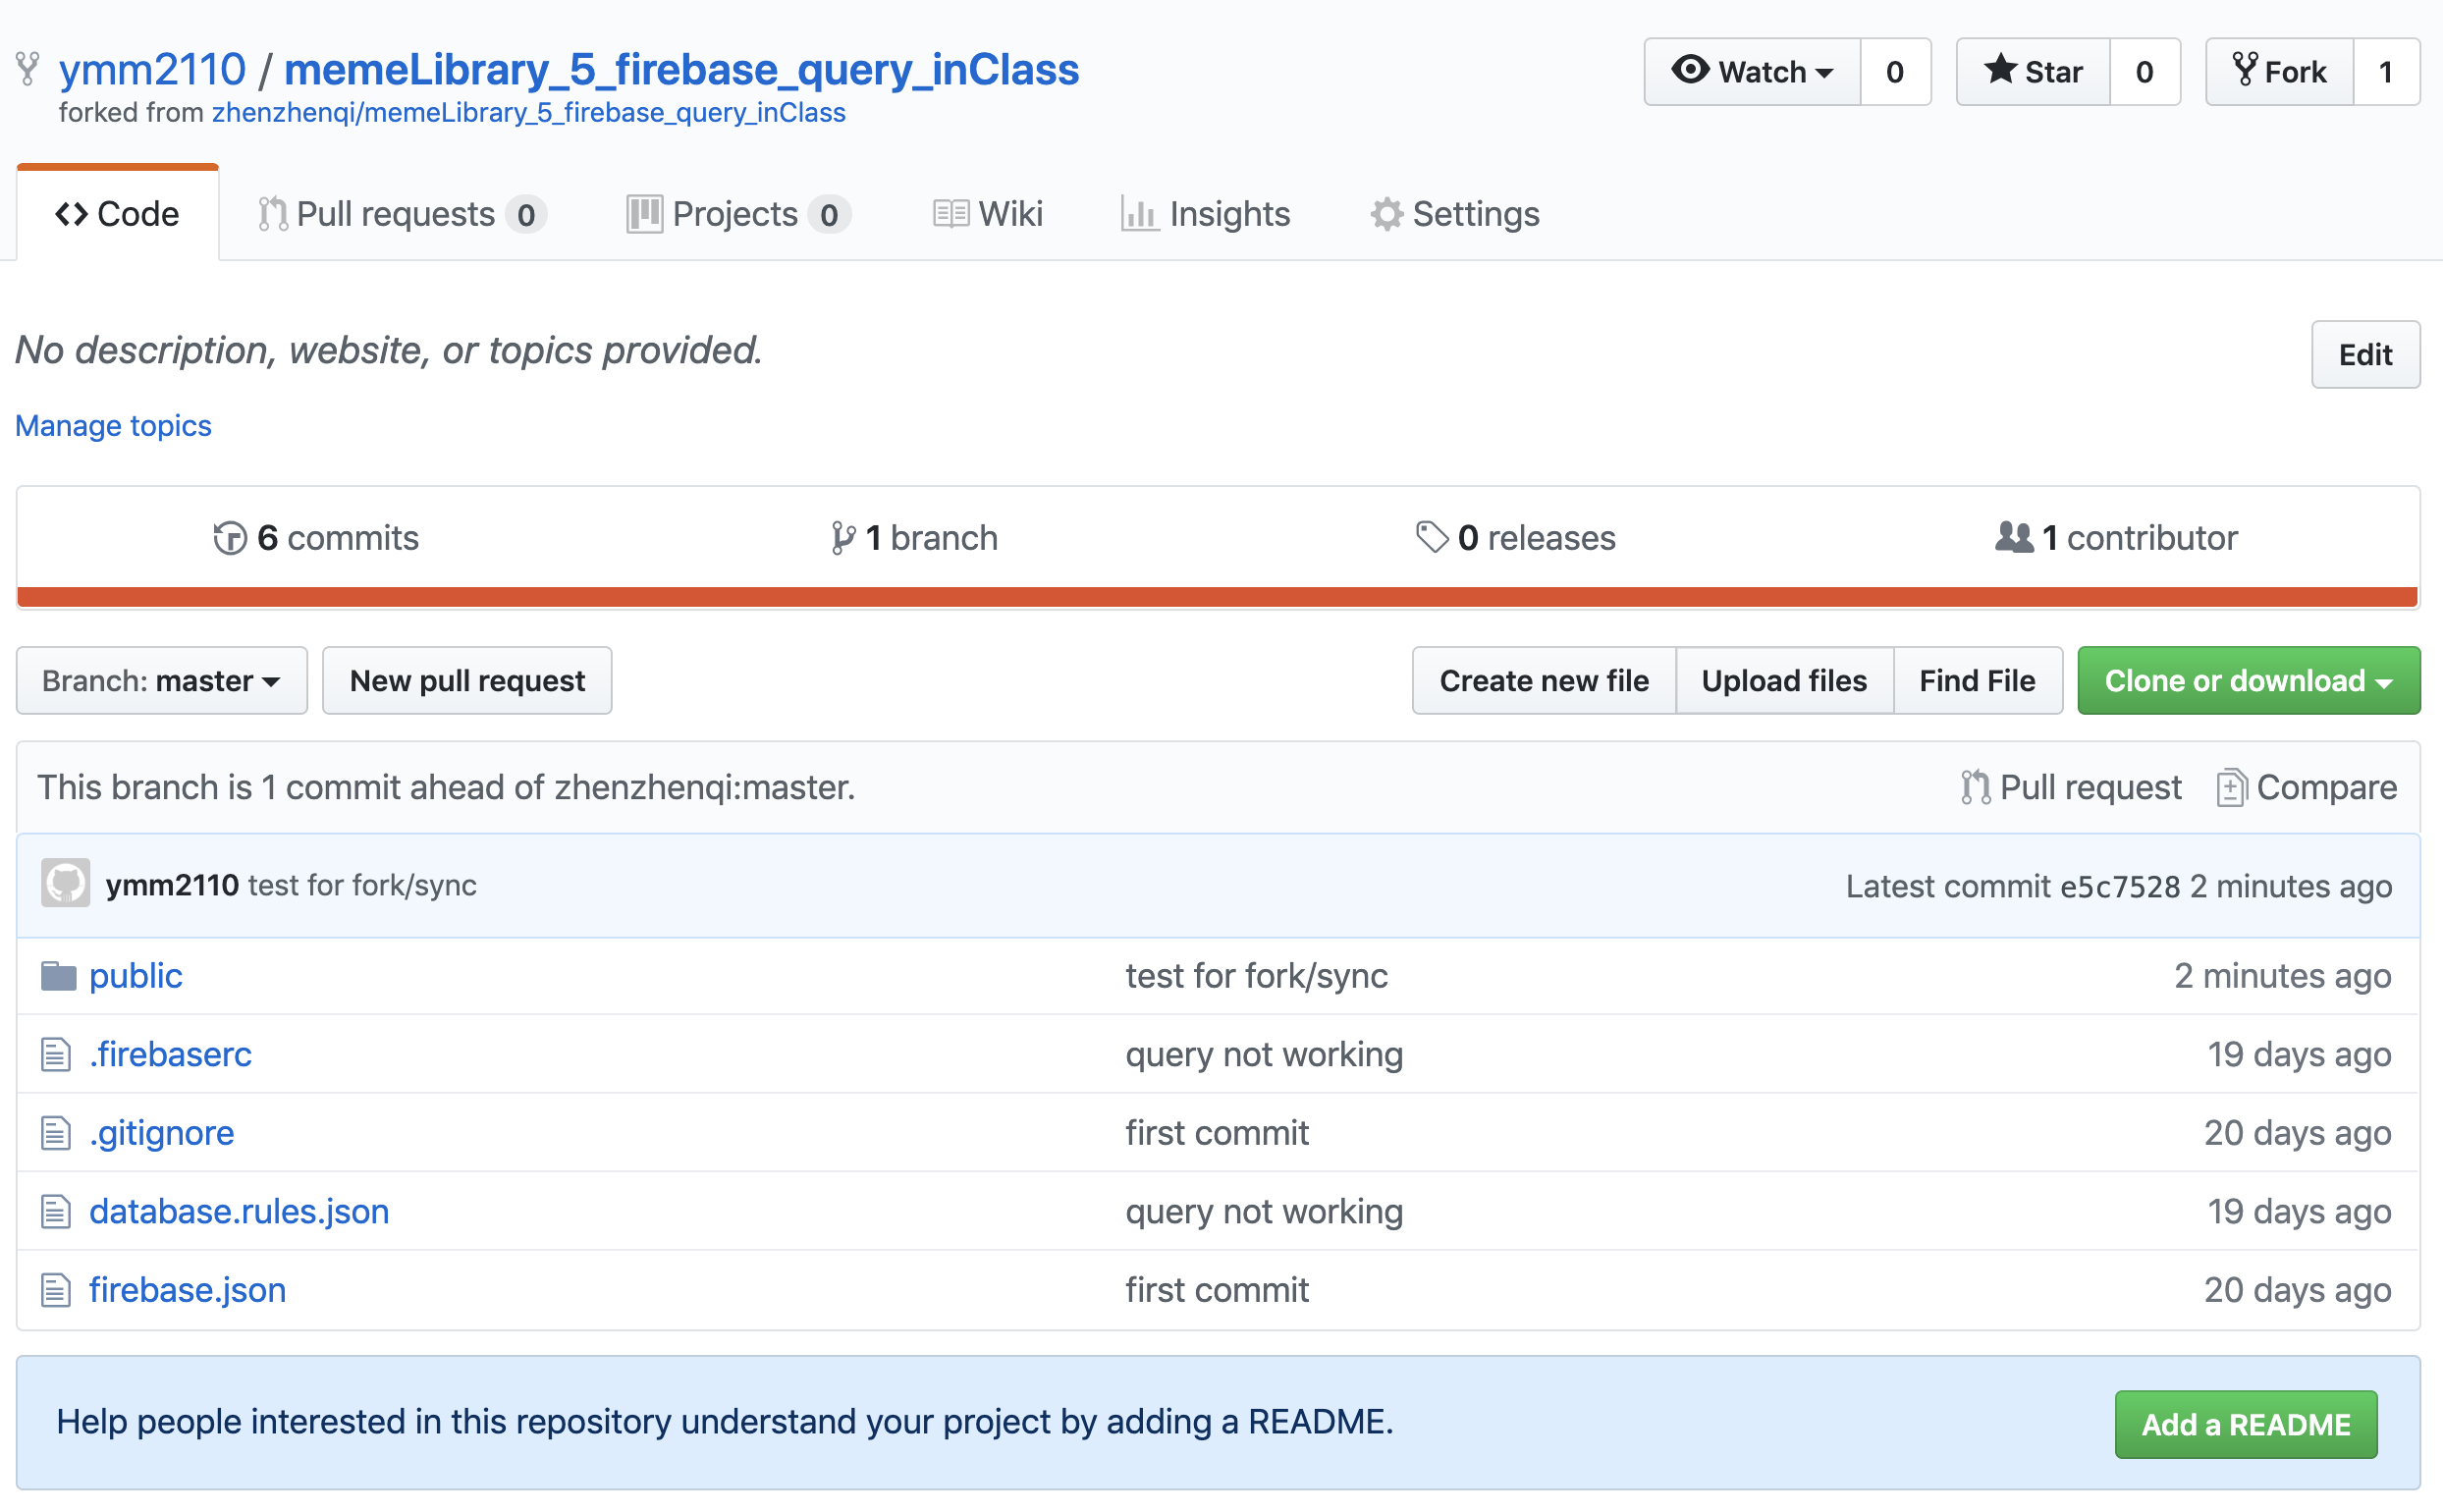 ymm2110 / memeLibrary_5_firebase_query_inClass
Watch 0 Star 0 Fork 1
forked from zhenzhenqi/memeLibrary_5_firebase_query_inClass
Code Pull requests 0 Projects 0 Wiki Insights Settings
No description, website, or topics provided.
Edit
Manage topics
6 commits 1 branch 0 releases 1 contributor
Branch: master New pull request Create new file Upload files Find File Clone or download
This branch is 1 commit ahead of zhenzhenqi:master. Pull request Compare
ymm2110 test for fork/sync Latest commit e5c7528 2 minutes ago
public test for fork/sync 2 minutes ago
.firebaserc query not working 19 days ago
.gitignore first commit 20 days ago
database.rules.json query not working 19 days ago
firebase.json first commit 20 days ago
Help people interested in this repository understand your project by adding a README. Add a README